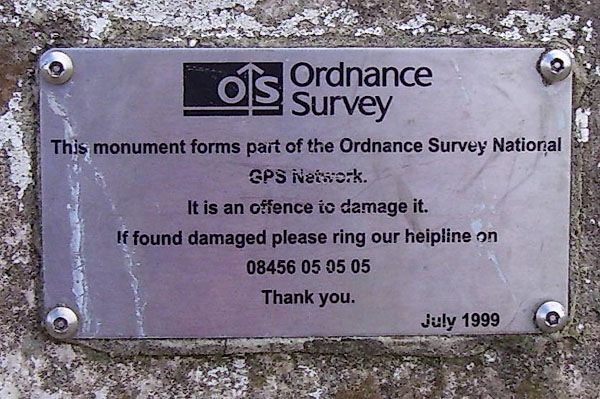 OS Ordnance
Survey
This monument forms part of the Ordnance Survey National
GPS Network.
It is an offence to damage it.
If found damaged please ring our helpline on
08456 05 05 05
Thank you.
July 1999